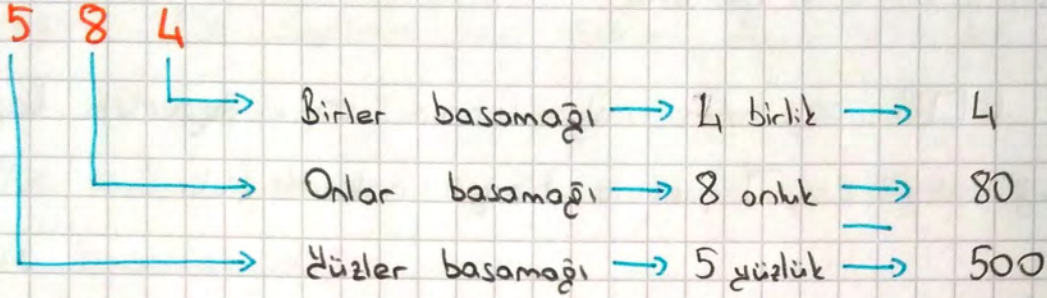 5 8 4
Birler basamağı → 4 birlik → 4
Onlar basamağı → 8 onluk → 80
Yüzler basamağı → 5 yüzlük → 500